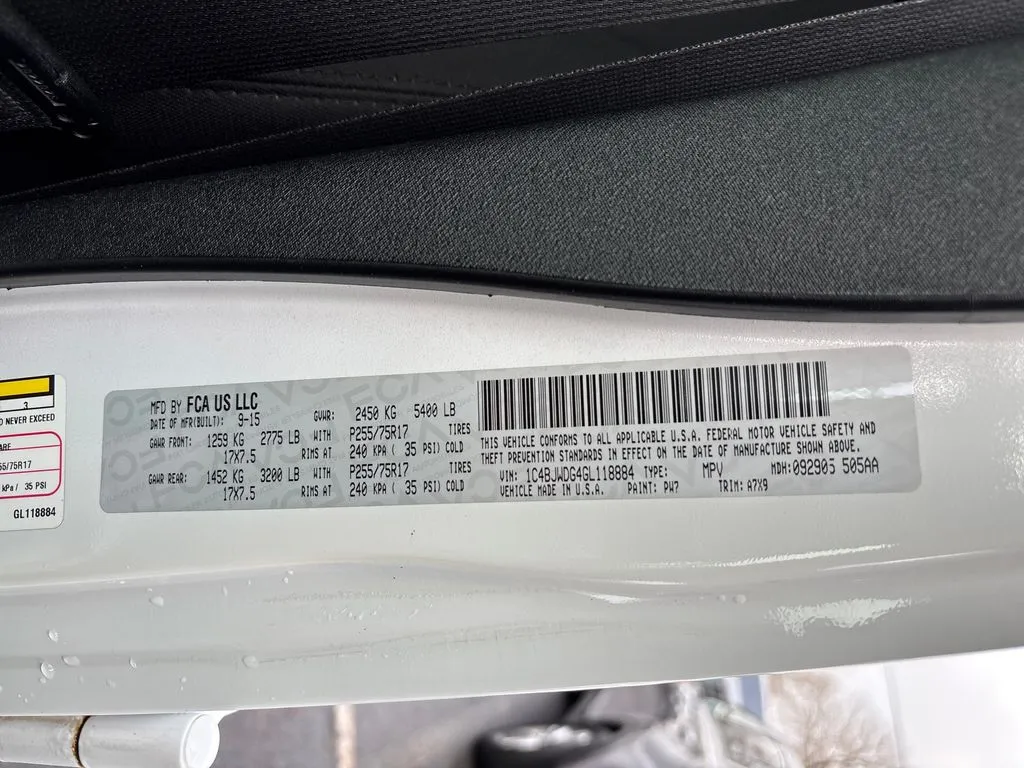 MFD BY FCA US LLC
DATE OF MFR(BUILT): 9-15 GVWR: 2450 KG 5400 LB
GAWR FRONT: 1259 KG 2775 LB WITH P255/75R17 TIRES
17X7.5 RIMS AT 240 KPA ( 35 PSI) COLD
GAWR REAR: 1452 KG 3200 LB WITH P255/75R17 TIRES
17X7.5 RIMS AT 240 KPA ( 35 PSI) COLD
THIS VEHICLE CONFORMS TO ALL APPLICABLE U.S.A. FEDERAL MOTOR VEHICLE SAFETY AND
THEFT PREVENTION STANDARDS IN EFFECT ON THE DATE OF MANUFACTURE SHOWN ABOVE.
VIN: 1C4BJWDG4GL118884 TYPE: MPV MDH:092905 505AA
VEHICLE MADE IN U.S.A. PAINT: PW7 TRIM: A7X9
3
NEVER EXCEED
55/75R17
kPa/ 35 PSI
GL118884